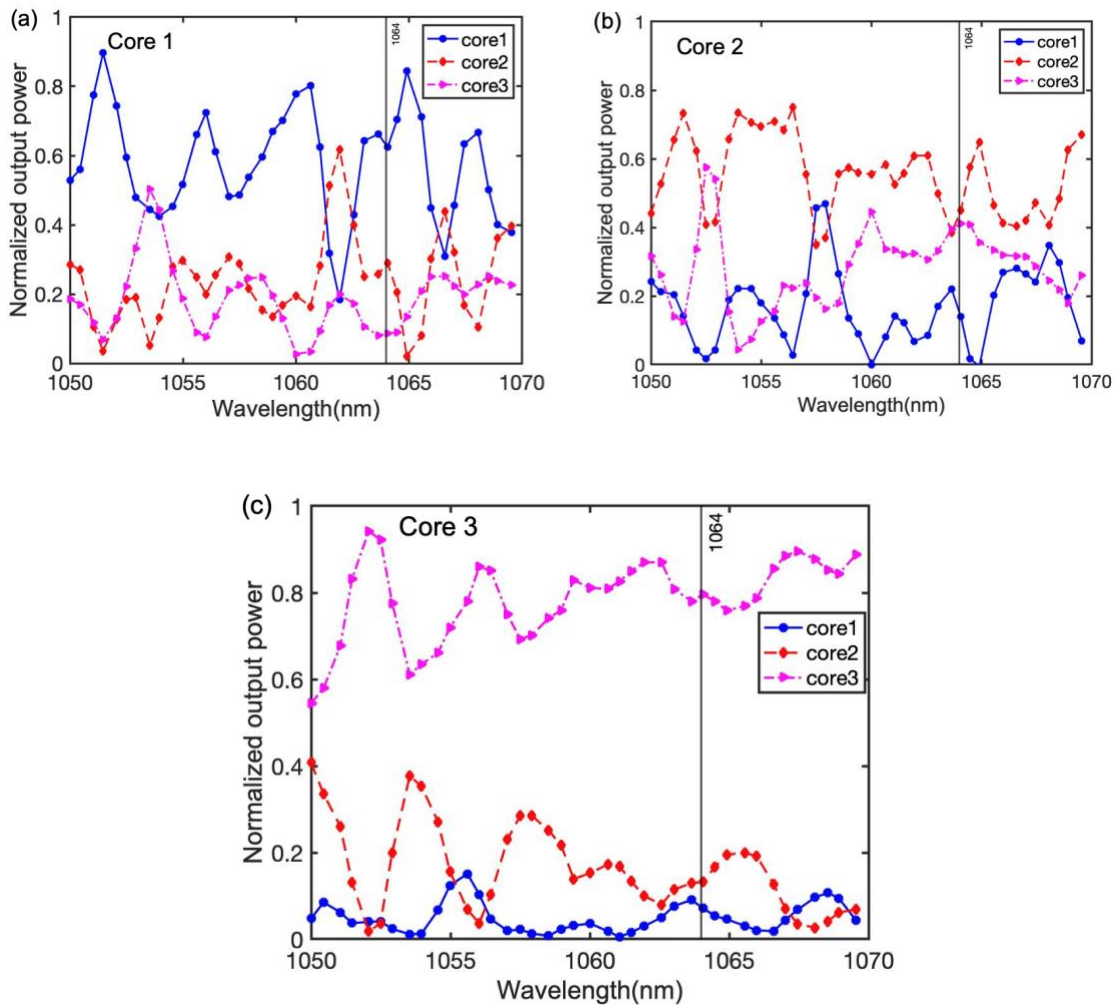 (a)
Core 1
1064
core1
core2
core3
1
0.8
0.6
0.4
0.2
0
Normalized output power
1050
1055
1060
1065
1070
Wavelength(nm)
(b)
Core 2
1064
core1
core2
core3
1
0.8
0.6
0.4
0.2
0
Normalized output power
1050
1055
1060
1065
1070
Wavelength(nm)
(c)
Core 3
1064
core1
core2
core3
1
0.8
0.6
0.4
0.2
0
Normalized output power
1050
1055
1060
1065
1070
Wavelength(nm)